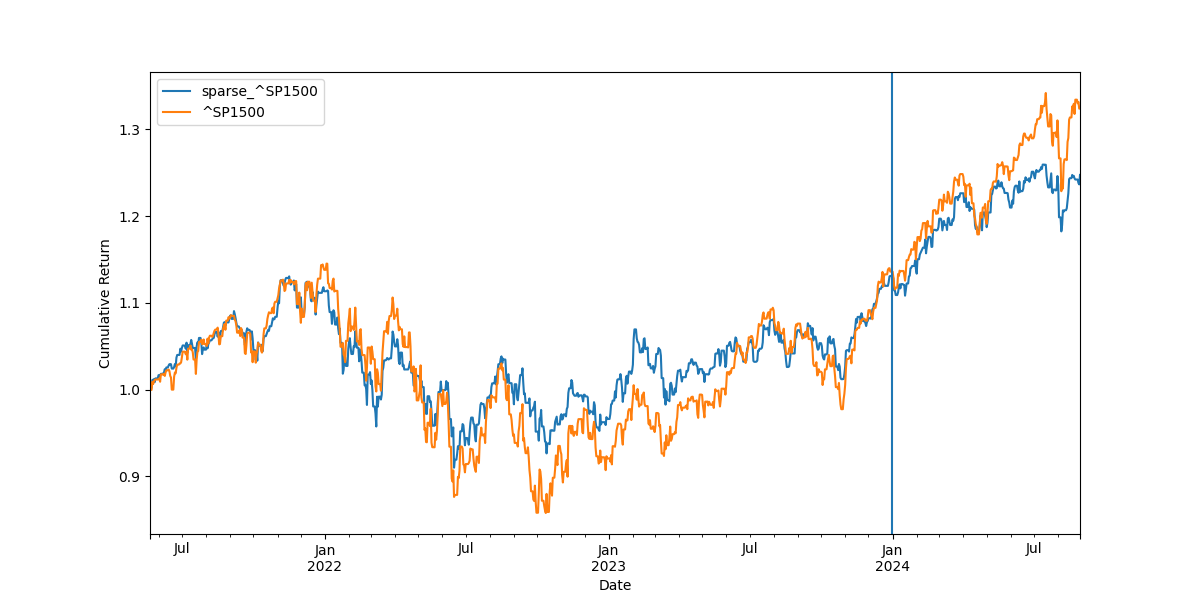 sparse_^SP1500
^SP1500
Cumulative Return
1.3
1.2
1.1
1.0
0.9
Jul
Jan
2022
Jul
Jan
2023
Jul
Jan
2024
Jul
Date